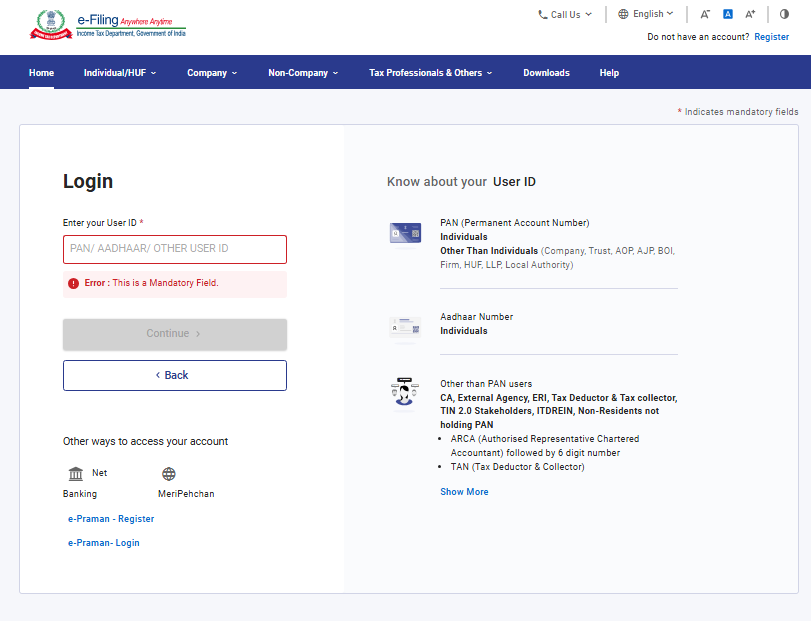 e-Filing Anywhere Anytime
Income Tax Department, Government of India
Call Us
English
A-
A
A+
Do not have an account? Register
Home
Individual/HUF
Company
Non-Company
Tax Professionals & Others
Downloads
Help
* Indicates mandatory fields
Login
Enter your User ID *
PAN/ AADHAAR/ OTHER USER ID
Error : This is a Mandatory Field.
Continue >
< Back
Other ways to access your account
Net
Banking
MeriPehchan
e-Praman - Register
e-Praman- Login
Know about your User ID
PAN (Permanent Account Number)
Individuals
Other Than Individuals (Company, Trust, AOP, AJP, BOI,
Firm, HUF, LLP, Local Authority)
Aadhaar Number
Individuals
Other than PAN users
CA, External Agency, ERI, Tax Deductor & Tax collector,
TIN 2.0 Stakeholders, ITDREIN, Non-Residents not
holding PAN
• ARCA (Authorised Representative Chartered
Accountant) followed by 6 digit number
• TAN (Tax Deductor & Collector)
Show More